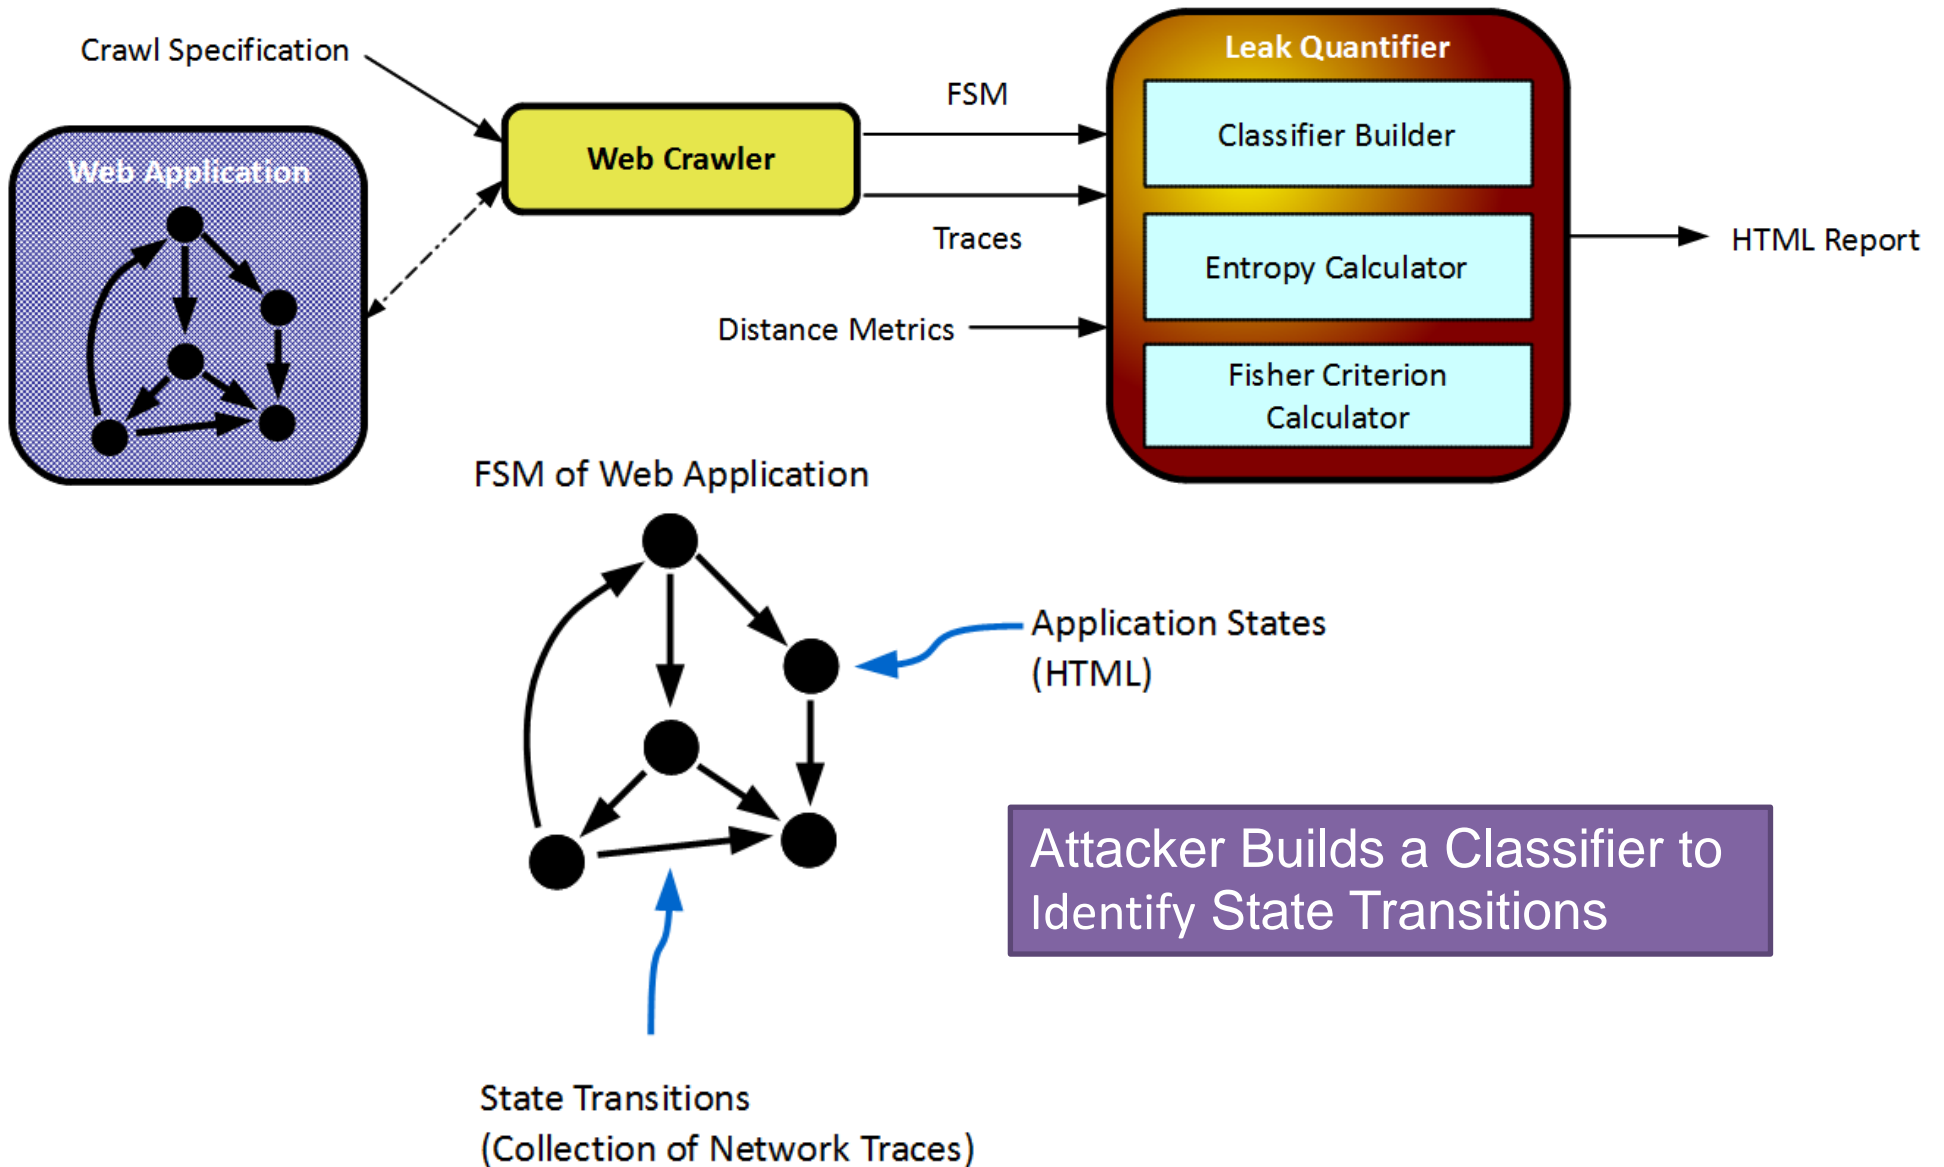 Crawl Specification
Web Application
Web Crawler
FSM
Traces
Distance Metrics
Leak Quantifier
Classifier Builder
Entropy Calculator
Fisher Criterion
Calculator
HTML Report
FSM of Web Application
Application States
(HTML)
Attacker Builds a Classifier to
Identify State Transitions
State Transitions
(Collection of Network Traces)